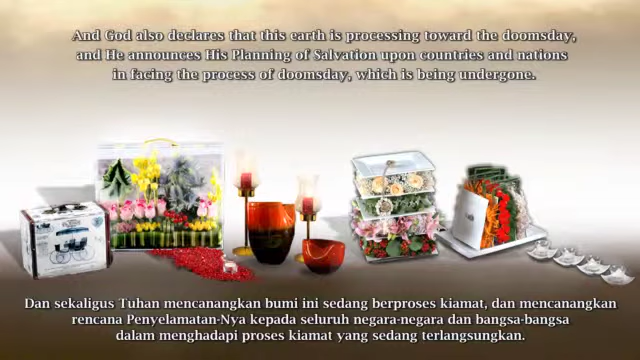 And God also declares that this earth is processing toward the doomsday,
and He announces His Planning of Salvation upon countries and nations
in facing the process of doomsday, which is being undergone.
Dan sekaligus Tuhan mencanangkan bumi ini sedang berproses kiamat, dan mencanangkan
rencana Penyelamatan-Nya kepada seluruh negara-negara dan bangsa-bangsa
dalam menghadapi proses kiamat yang sedang terlangsungkan.